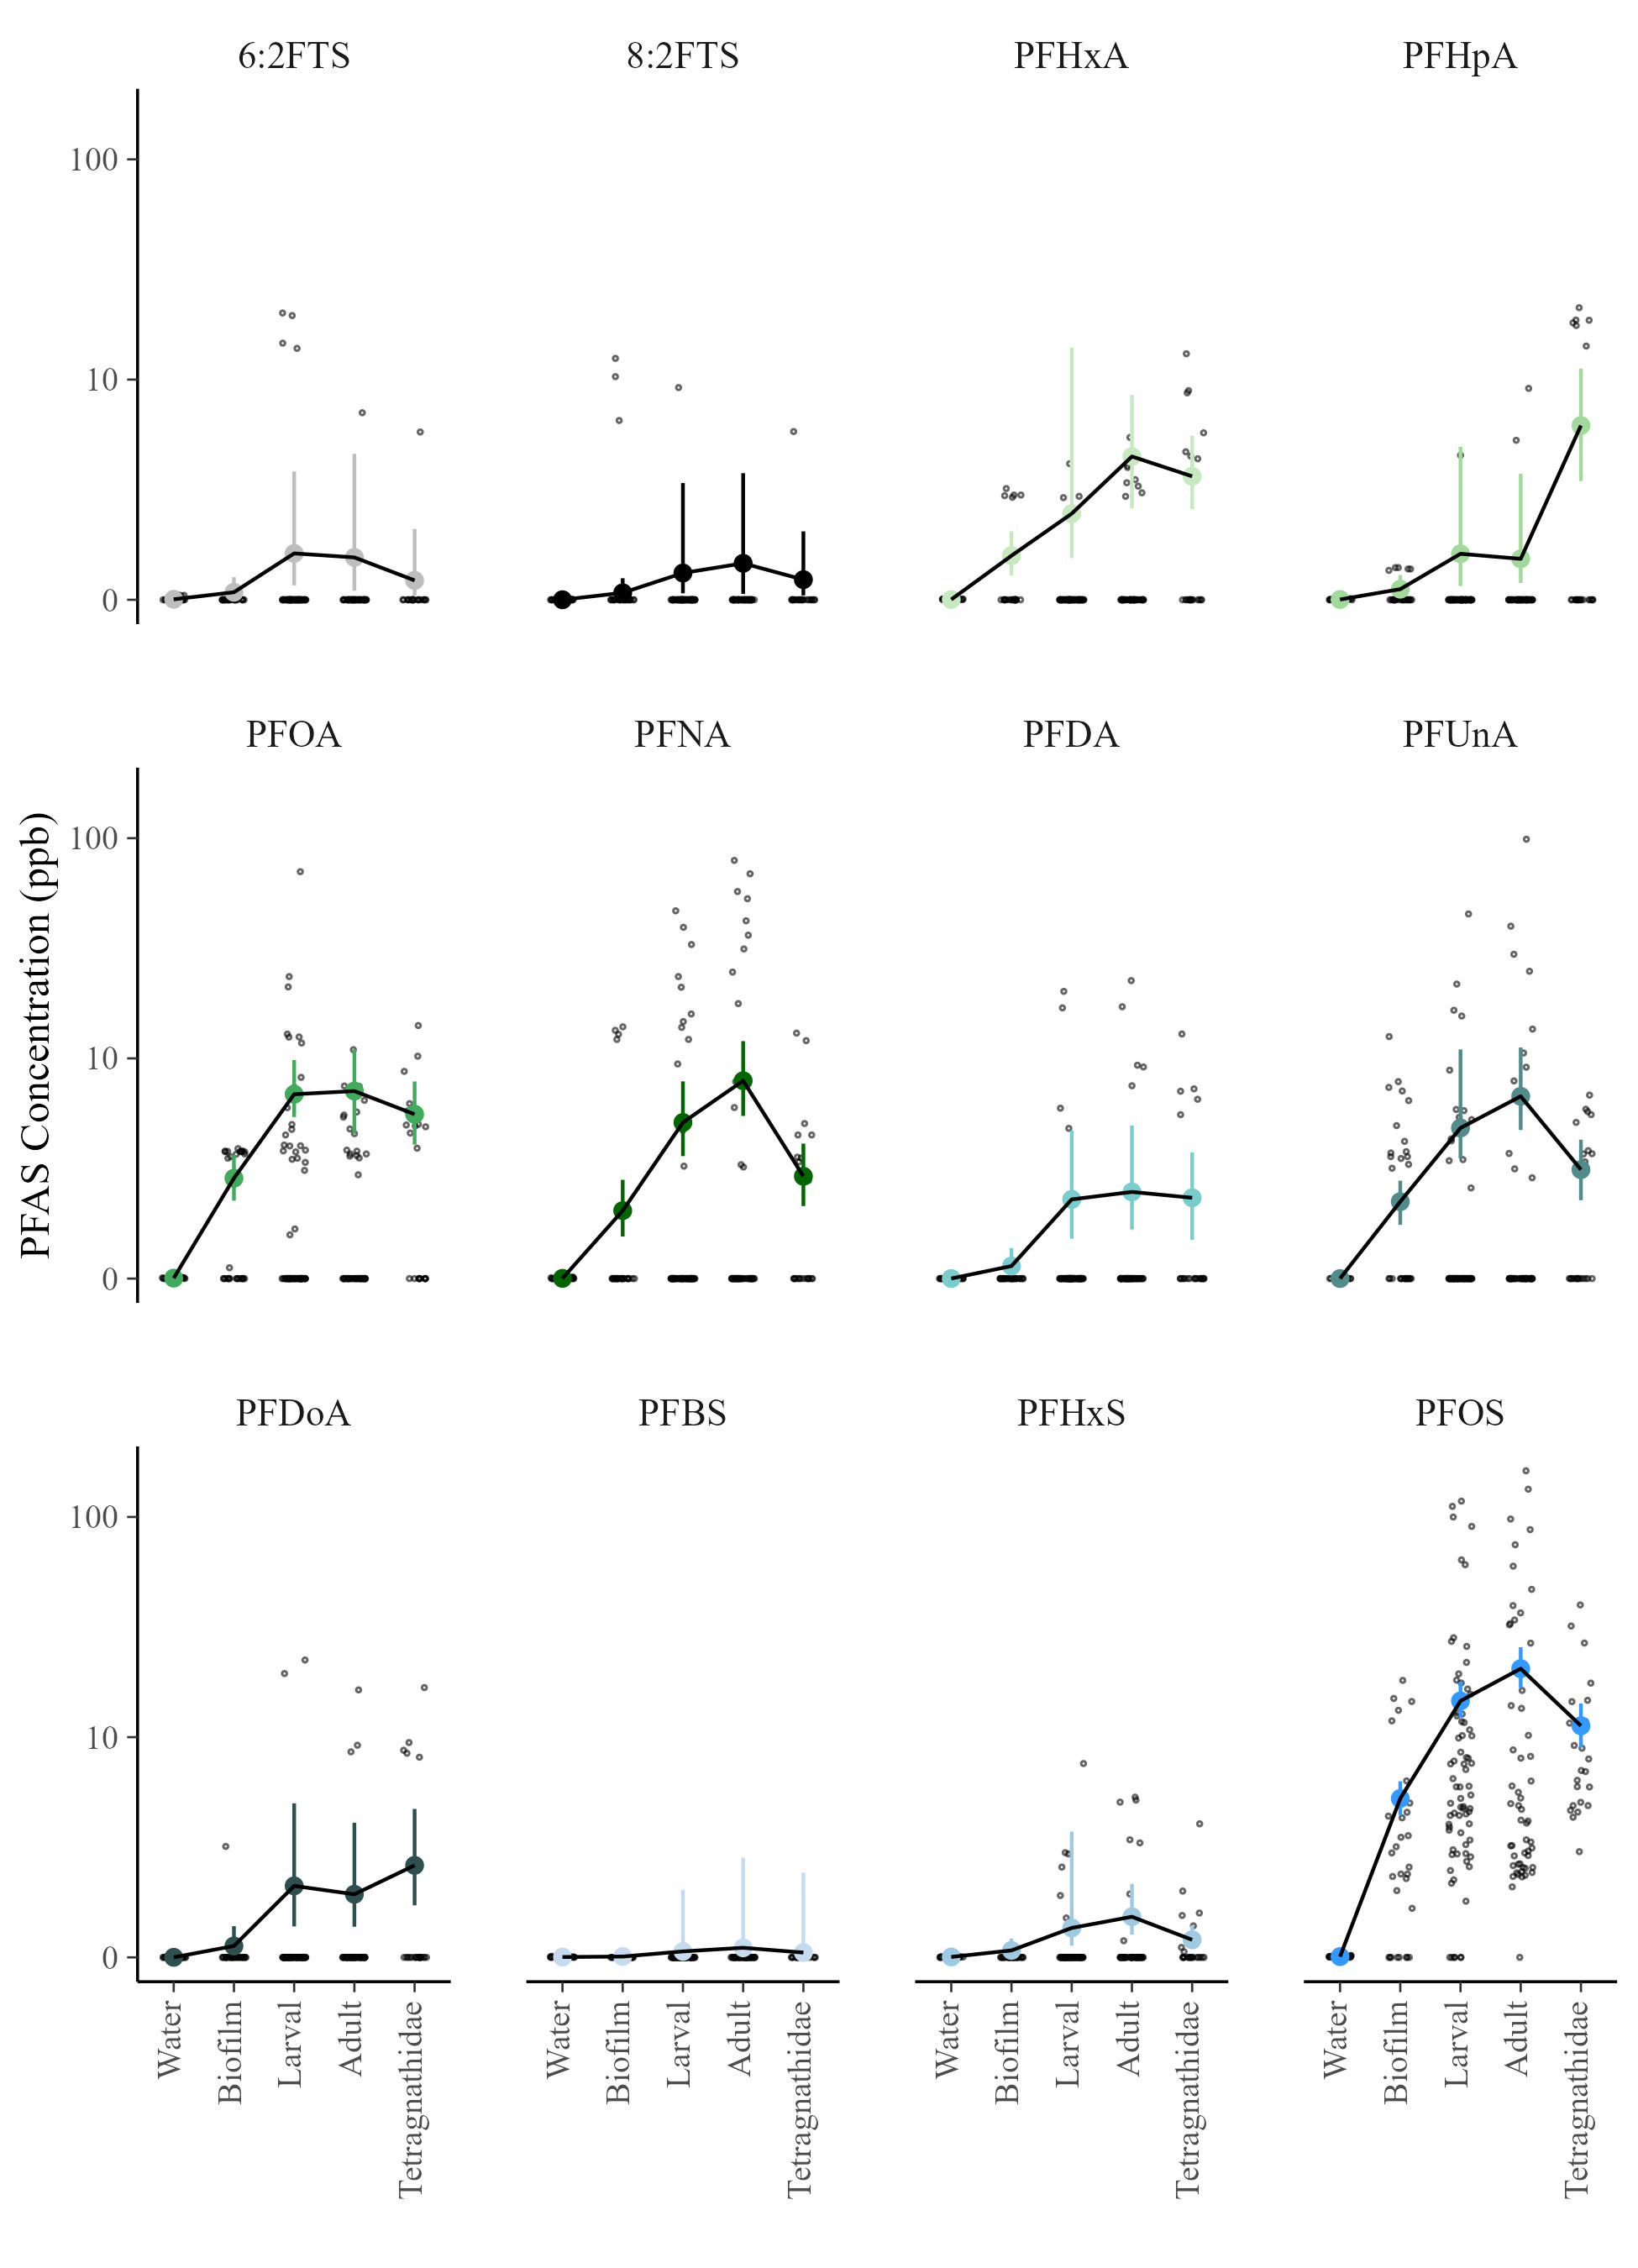 6:2FTS 8:2FTS PFHxA PFHpA
100
10
0
PFOA PFNA PFDA PFUnA
PFAS Concentration (ppb)
100
10
0
PFDoA PFBS PFHxS PFOS
100
10
0
Water Biofilm Larval Adult Tetragnathidae Water Biofilm Larval Adult Tetragnathidae Water Biofilm Larval Adult Tetragnathidae Water Biofilm Larval Adult Tetragnathidae